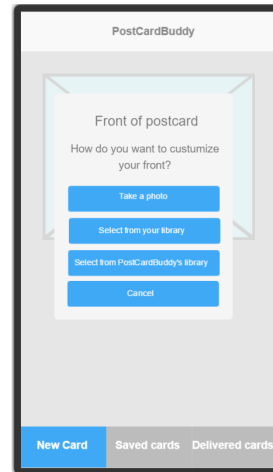 PostCardBuddy
Front of postcard
How do you want to custumize
your front?
Take a photo
Select from your library
Select from PostCardBuddy's library
Cancel
New Card
Saved cards
Delivered cards